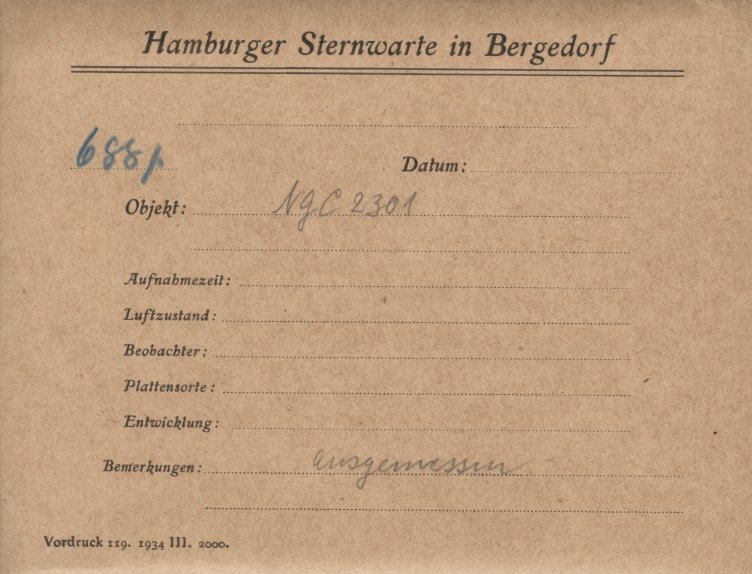 Hamburger Sternwarte in Bergedorf
688p
Datum:
Objekt: NGC 2301
Aufnahmezeit:
Luftzustand:
Beobachter:
Plattensorte:
Entwicklung:
Bemerkungen: ausgemessen
Vordruck 119. 1934 III. 2000.